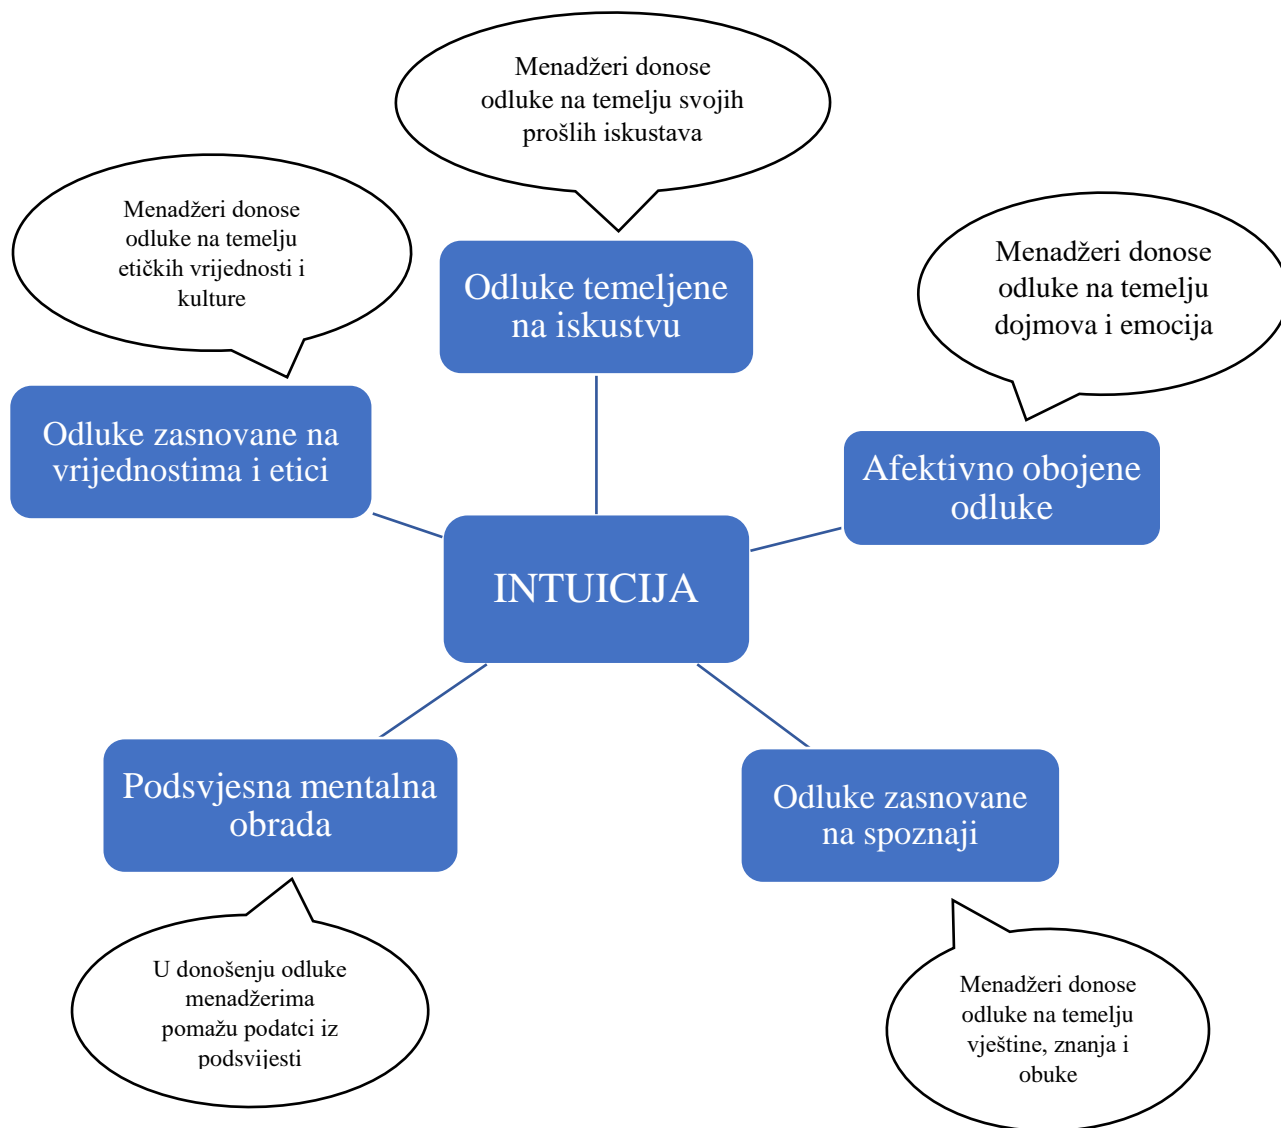 Menadžeri donose
odluke na temelju svojih
prošlih iskustava
Menadžeri donose
odluke na temelju
etičkih vrijednosti i
kulture
Menadžeri donose
odluke na temelju
dojmova i emocija
Odluke temeljene
na iskustvu
Odluke zasnovane na
vrijednostima i etici
Afektivno obojene
odluke
INTUICIJA
Podsvjesna mentalna
obrada
Odluke zasnovane
na spoznaji
U donošenju odluke
menadžerima
pomažu podatci iz
podsvijesti
Menadžeri donose
odluke na temelju
vještine, znanja i
obuke